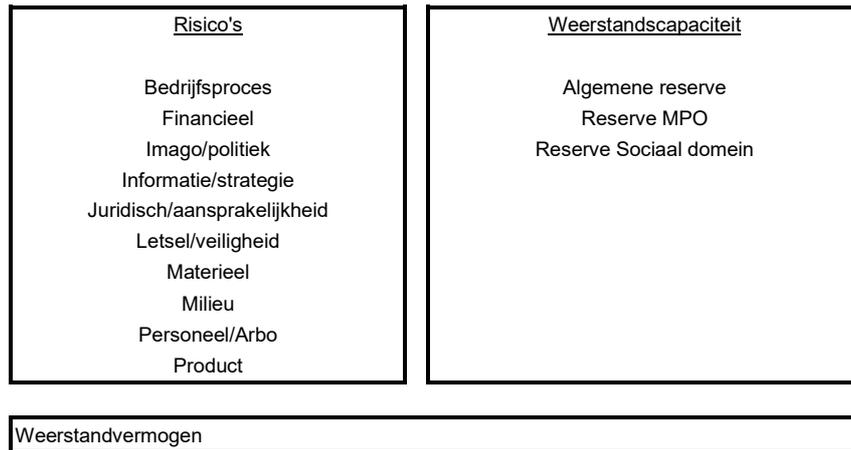 Risico's
Bedrijfsproces
Financieel
Imago/politiek
Informatie/strategie
Juridisch/aansprakelijkheid
Letsel/veiligheid
Materieel
Milieu
Personeel/Arbo
Product
Weerstandscapaciteit
Algemene reserve
Reserve MPO
Reserve Sociaal domein
Weerstandvermogen